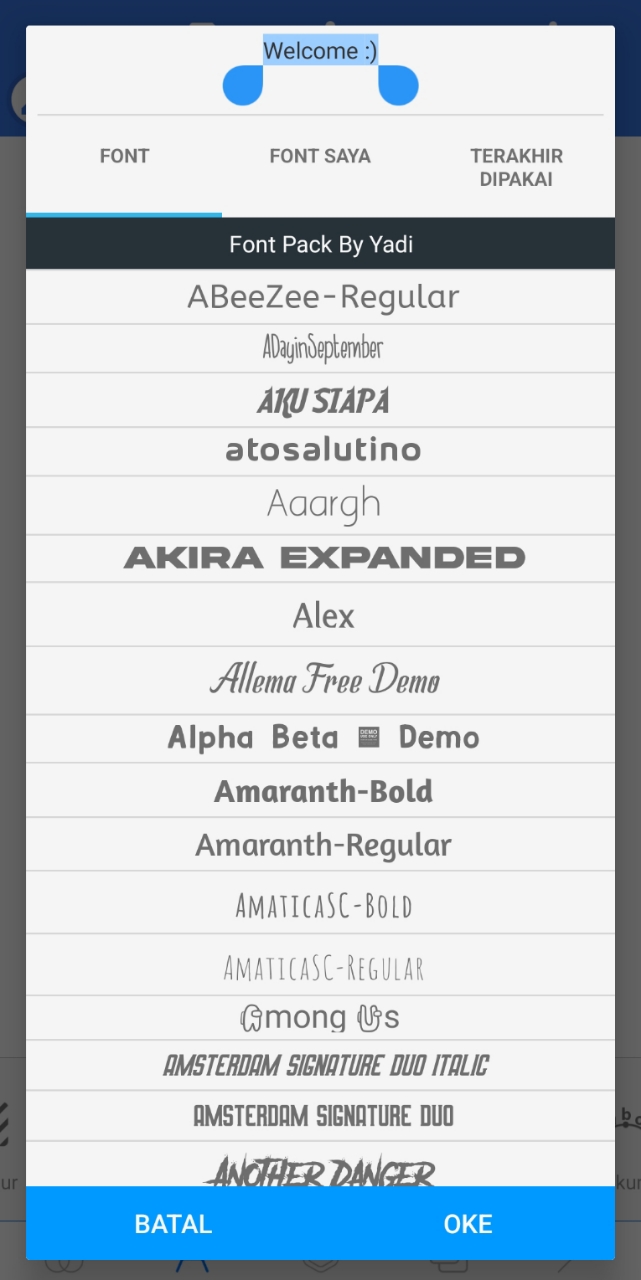 Welcome :)
FONT
FONT SAYA
TERAKHIR
DIPAKAI
Font Pack By Yadi
ABeeZee-Regular
ADayinSeptember
AKU SIAPA
atosalutino
Aaargh
AKIRA EXPANDED
Alex
Allema Free Demo
Alpha Beta Demo
Amaranth-Bold
Amaranth-Regular
AmaticaSC-Bold
AmaticaSC-Regular
Among Us
AMSTERDAM SIGNATURE DUO ITALIC
AMSTERDAM SIGNATURE DUO
ANOTHER DANGER
BATAL
OKE